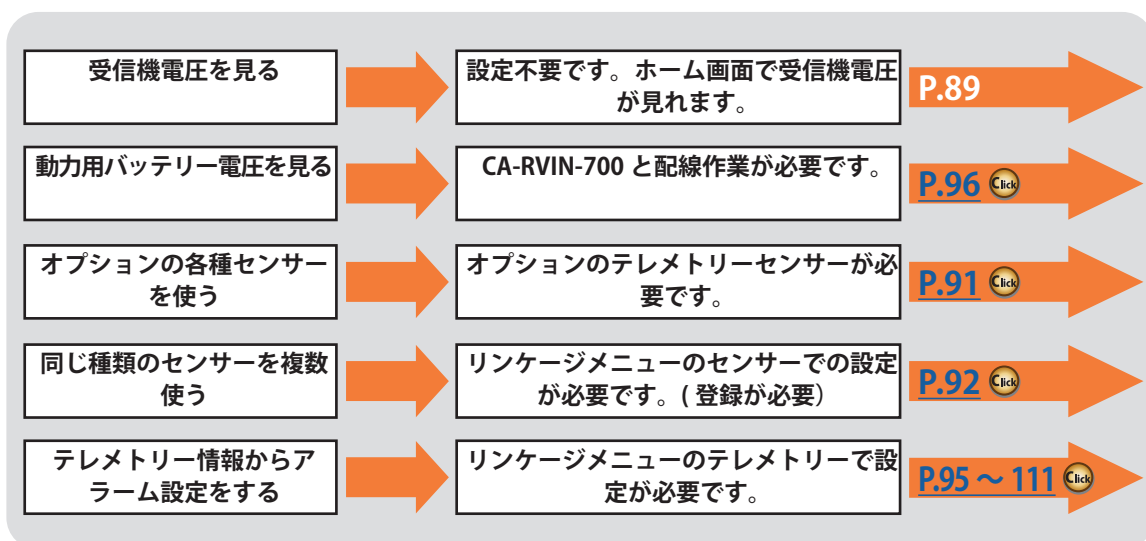 受信機電圧を見る
設定不要です。ホーム画面で受信機電圧
が見れます。
P.89
動力用バッテリー電圧を見る
CA-RVIN-700 と配線作業が必要です。
P.96 Click
オプションの各種センサー
を使う
オプションのテレメトリーセンサーが必
要です。
P.91 Click
同じ種類のセンサーを複数
使う
リンケージメニューのセンサーでの設定
が必要です。( 登録が必要）
P.92 Click
テレメトリー情報からア
ラーム設定をする
リンケージメニューのテレメトリーで設
定が必要です。
P.95 ～ 111 Click